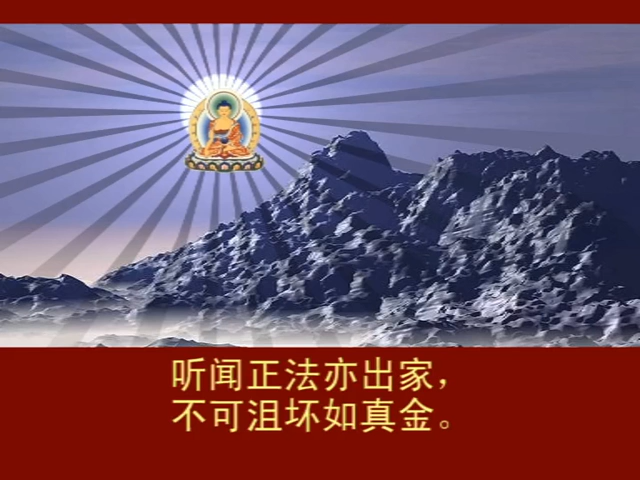 听闻正法亦出家，
不可沮坏如真金。